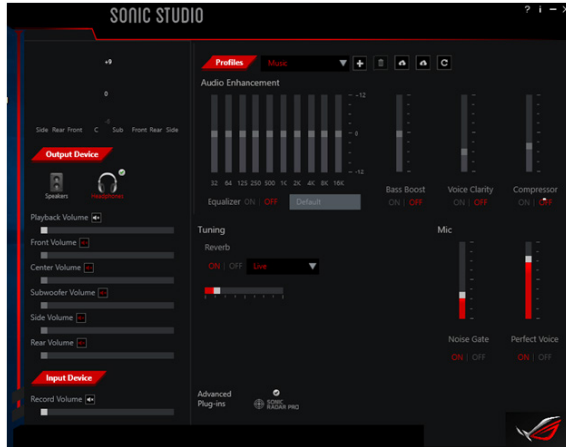 SONIC STUDIO
? i
+9
0
Side Rear Front C Sub Front Rear Side
Output Device
Speakers Headphones
Playback Volume
Front Volume
Center Volume
Subwoofer Volume
Side Volume
Rear Volume
Input Device
Record Volume
Profiles Music
Audio Enhancement
-12
0
-12
32 64 125 250 500 1K 2K 4K 8K 16K
Equalizer ON | OFF Default
Bass Boost Voice Clarity Compressor
ON | OFF ON | OFF ON | OFF
Tuning
Reverb
ON | OFF Live
Mic
Noise Gate Perfect Voice
ON | OFF ON | OFF
Advanced
Plug-ins
SONIC
RADAR PRO